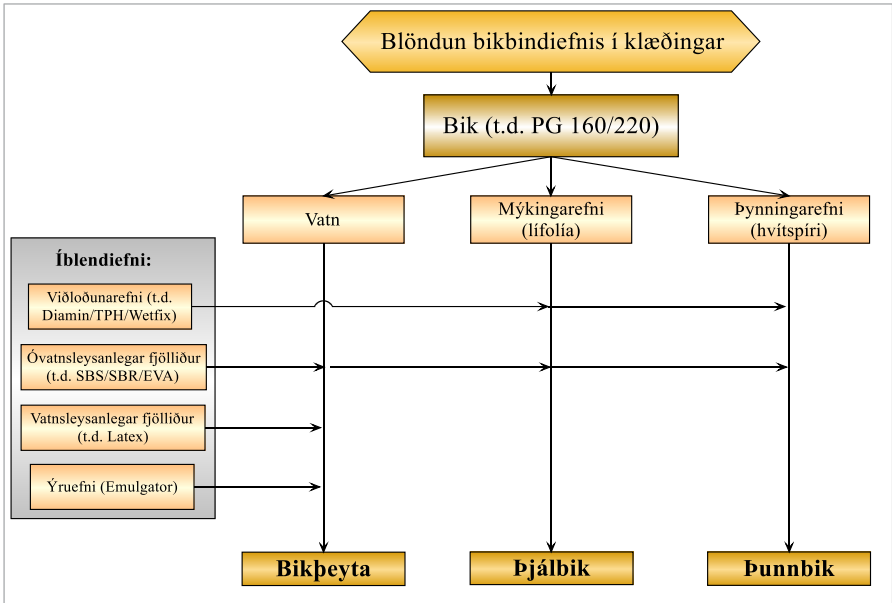 Blöndun bikbindiefnis í klæðingar
Bik (t.d. PG 160/220)
Vatn
Mýkingarefni
(lífolía)
Þynningarefni
(hvítspíri)
Íblendiefni:
Viðloðunarefni (t.d.
Diamin/TPH/Wetfix)
Óvatnsleysanlegar fjölliður
(t.d. SBS/SBR/EVA)
Vatnsleysanlegar fjölliður
(t.d. Latex)
Ýruefni (Emulgator)
Bikþeyta
Þjálbik
Þunnbik